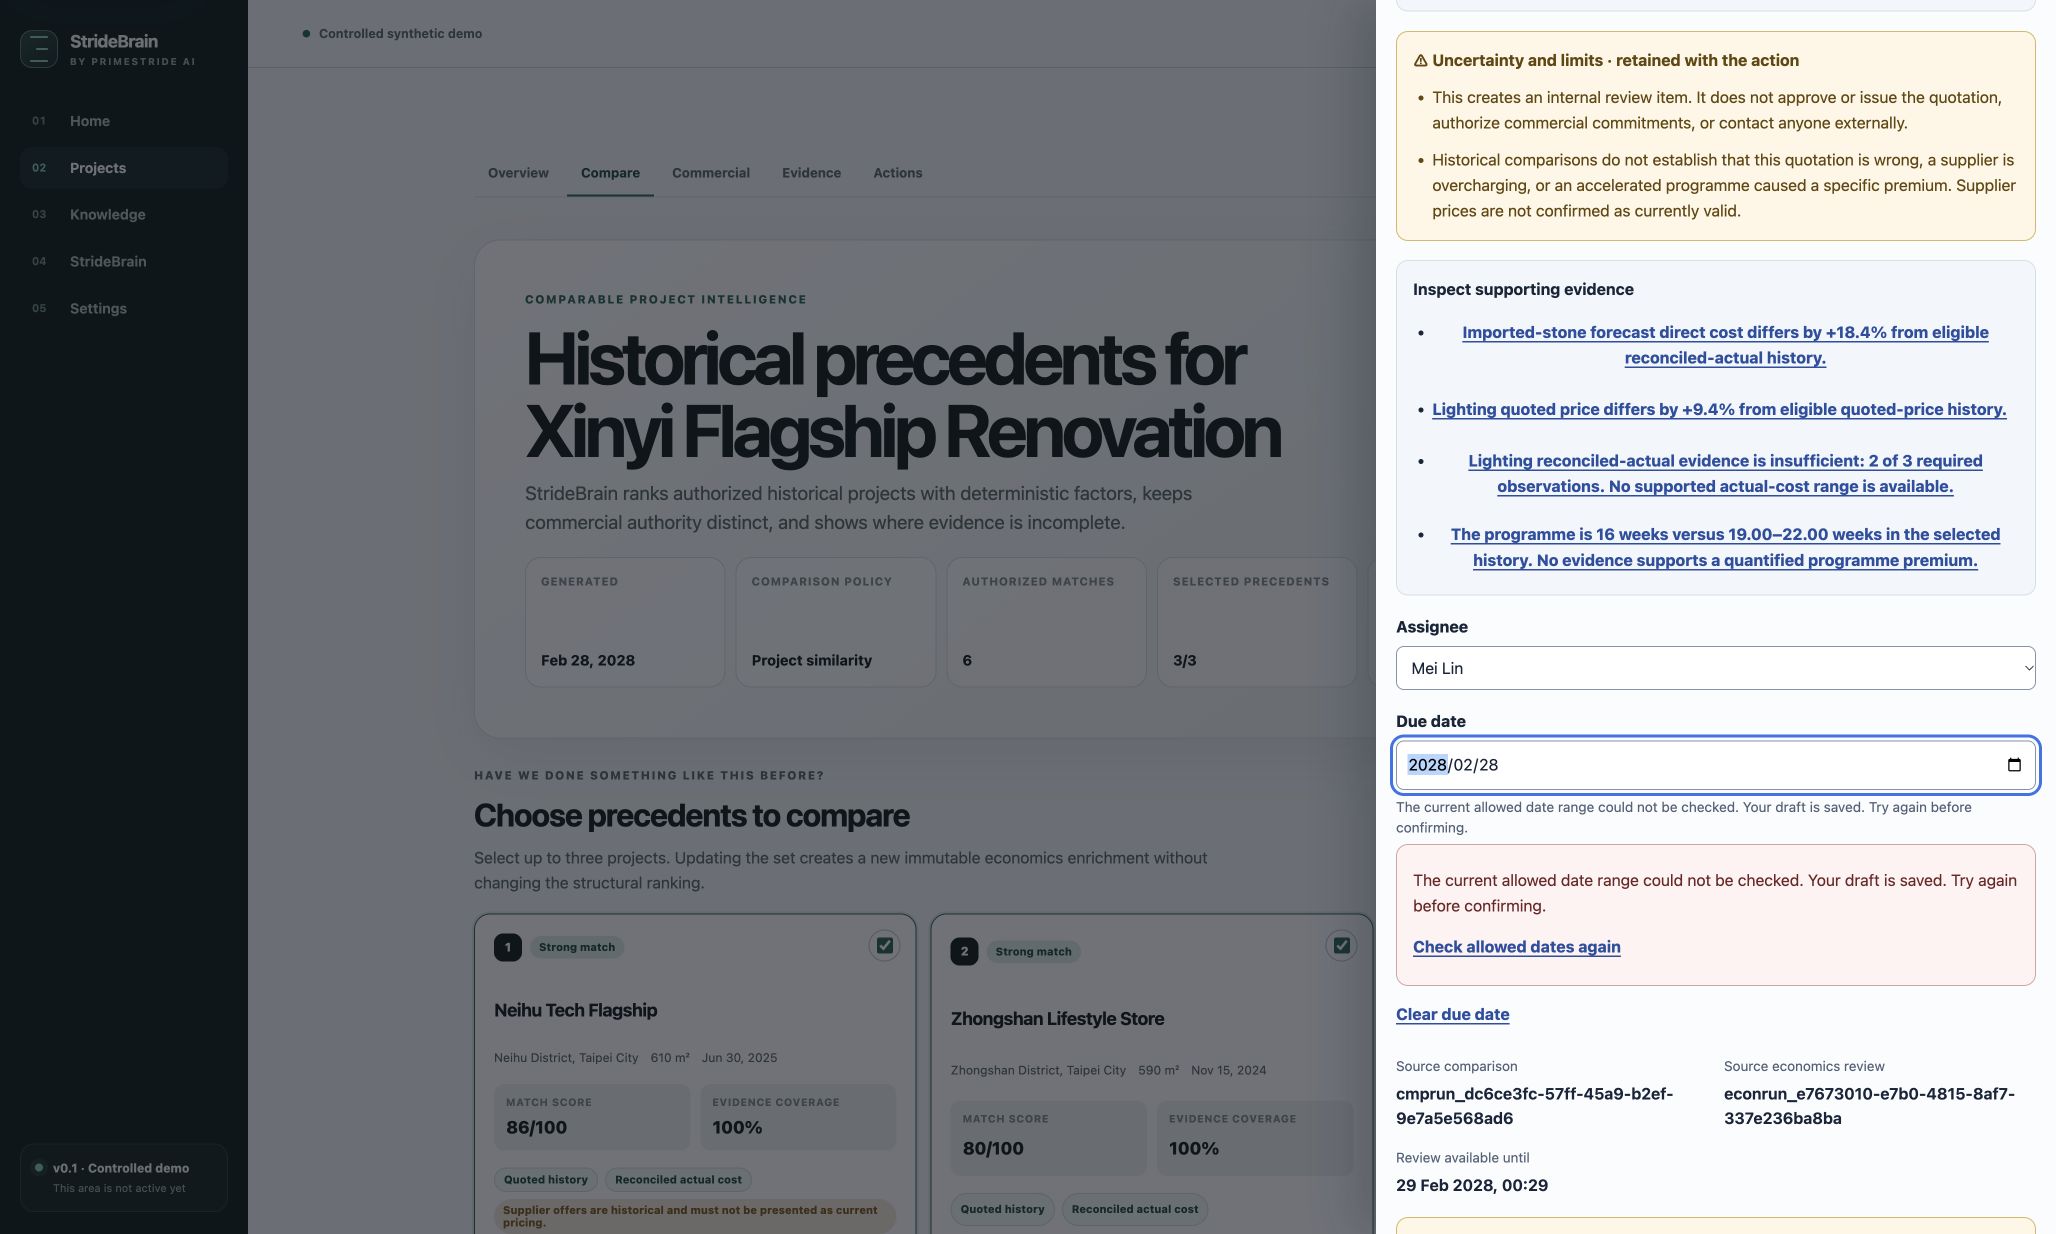 StrideBrain
BY PRIMESTRIDE AI
01 Home
02 Projects
03 Knowledge
04 StrideBrain
05 Settings
v0.1 · Controlled demo
This area is not active yet
Controlled synthetic demo
Overview
Compare
Commercial
Evidence
Actions
COMPARABLE PROJECT INTELLIGENCE
Historical precedents for
Xinyi Flagship Renovation
StrideBrain ranks authorized historical projects with deterministic factors, keeps
commercial authority distinct, and shows where evidence is incomplete.
GENERATED
Feb 28, 2028
COMPARISON POLICY
Project similarity
AUTHORIZED MATCHES
6
SELECTED PRECEDENTS
3/3
HAVE WE DONE SOMETHING LIKE THIS BEFORE?
Choose precedents to compare
Select up to three projects. Updating the set creates a new immutable economics enrichment without
changing the structural ranking.
1 Strong match
Neihu Tech Flagship
Neihu District, Taipei City 610 m² Jun 30, 2025
MATCH SCORE
86/100
EVIDENCE COVERAGE
100%
Quoted history
Reconciled actual cost
Supplier offers are historical and must not be presented as current
pricing.
2 Strong match
Zhongshan Lifestyle Store
Zhongshan District, Taipei City 590 m² Nov 15, 2024
MATCH SCORE
80/100
EVIDENCE COVERAGE
100%
Quoted history
Reconciled actual cost
⚠ Uncertainty and limits · retained with the action
• This creates an internal review item. It does not approve or issue the quotation,
authorize commercial commitments, or contact anyone externally.
• Historical comparisons do not establish that this quotation is wrong, a supplier is
overcharging, or an accelerated programme caused a specific premium. Supplier
prices are not confirmed as currently valid.
Inspect supporting evidence
• Imported-stone forecast direct cost differs by +18.4% from eligible
reconciled-actual history.
• Lighting quoted price differs by +9.4% from eligible quoted-price history.
• Lighting reconciled-actual evidence is insufficient: 2 of 3 required
observations. No supported actual-cost range is available.
• The programme is 16 weeks versus 19.00–22.00 weeks in the selected
history. No evidence supports a quantified programme premium.
Assignee
Mei Lin
Due date
2028/02/28
The current allowed date range could not be checked. Your draft is saved. Try again before
confirming.
The current allowed date range could not be checked. Your draft is saved. Try again
before confirming.
Check allowed dates again
Clear due date
Source comparison
cmprun_dc6ce3fc-57ff-45a9-b2ef-
9e7a5e568ad6
Source economics review
econrun_e7673010-e7b0-4815-8af7-
337e236ba8ba
Review available until
29 Feb 2028, 00:29